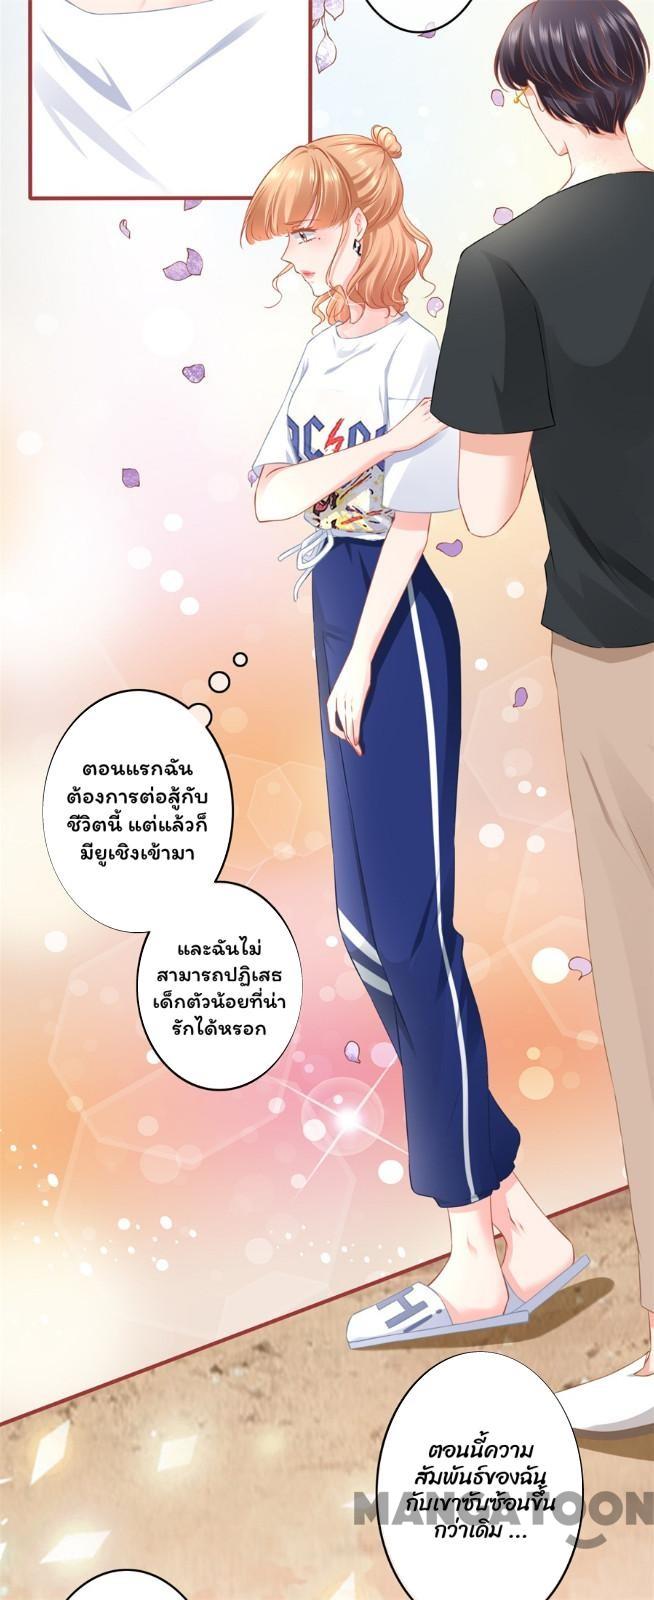 ตอนแรกฉัน
ต้องการต่อสู้กับ
ชีวิตนี้ แต่แล้วก็
มียูเชิงเข้ามา
และฉันไม่
สามารถปฏิเสธ
เด็กตัวน้อยที่น่า
รักได้หรอก
Hi
ตอนนี้ความ
สัมพันธ์ของฉัน
กับเขาซับซ้อนขึ้น
กว่าเดิม ...
MANGATOON